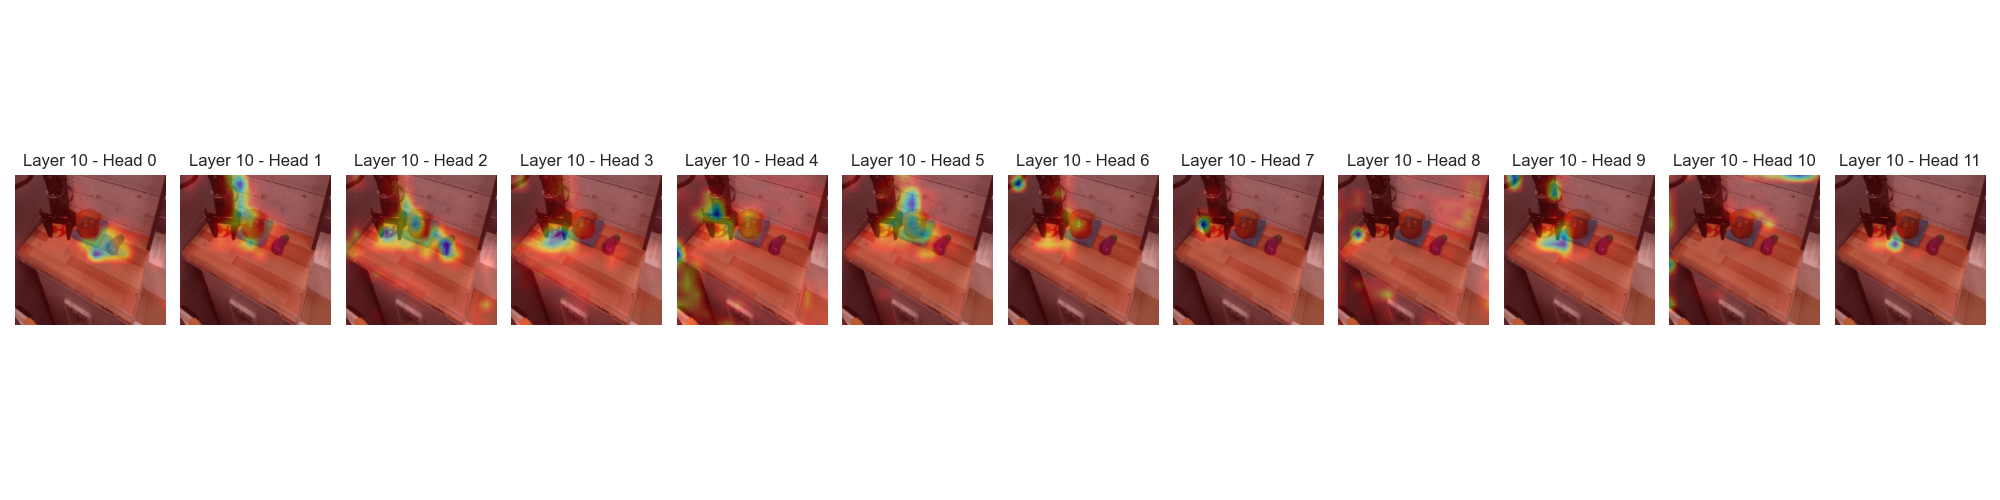 Layer 10 - Head 0
Layer 10 - Head 1
Layer 10 - Head 2
Layer 10 - Head 3
Layer 10 - Head 4
Layer 10 - Head 5
Layer 10 - Head 6
Layer 10 - Head 7
Layer 10 - Head 8
Layer 10 - Head 9
Layer 10 - Head 10
Layer 10 - Head 11